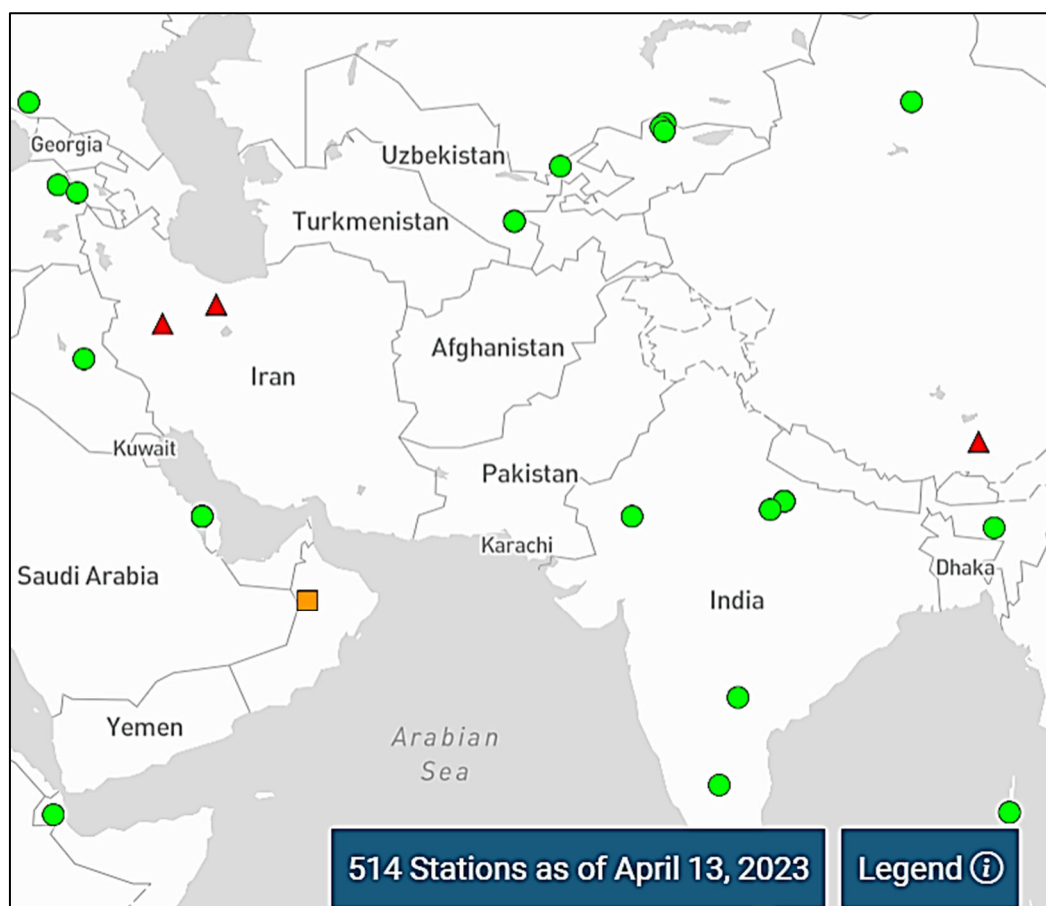 Georgia
Uzbekistan
Turkmenistan
Afghanistan
Iran
Kuwait
Pakistan
Karachi
Saudi Arabia
Dhaka
India
Yemen
Arabian
Sea
514 Stations as of April 13, 2023
Legend ⓘ